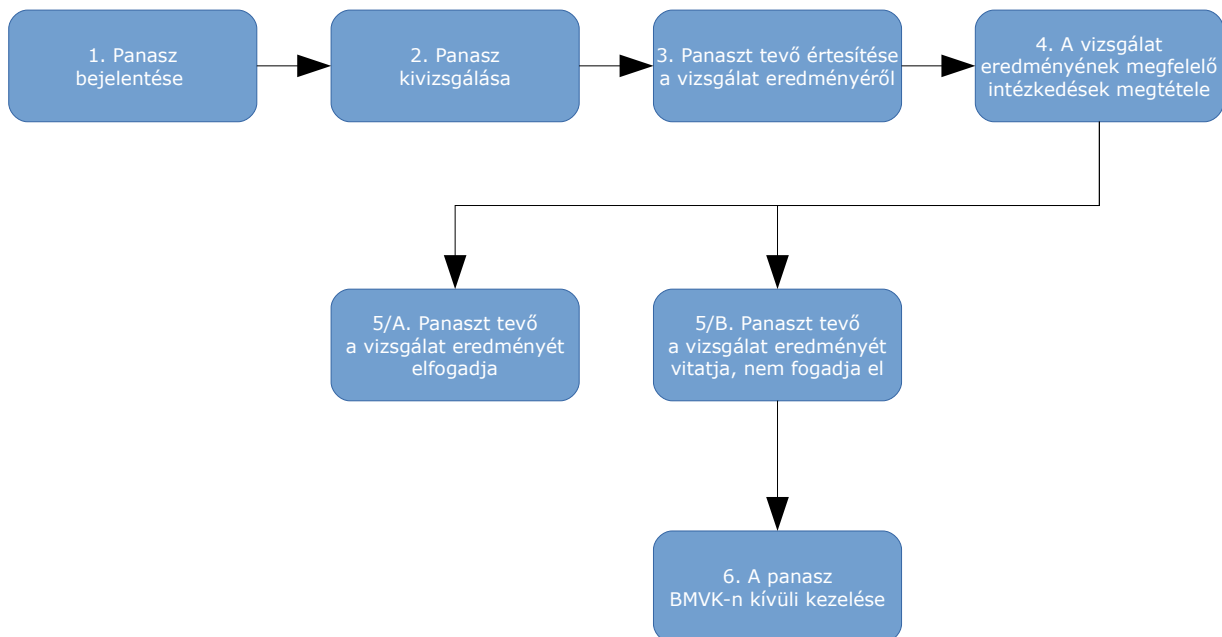 1. Panasz
bejelentése
2. Panasz
kivizsgálása
3. Panaszt tevő értesítése
a vizsgálat eredményéről
4. A vizsgálat
eredményének megfelelő
intézkedések megtétele
5/A. Panaszt tevő
a vizsgálat eredményét
elfogadja
5/B. Panaszt tevő
a vizsgálat eredményét
vitatja, nem fogadja el
6. A panasz
BMVK-n kívüli kezelése